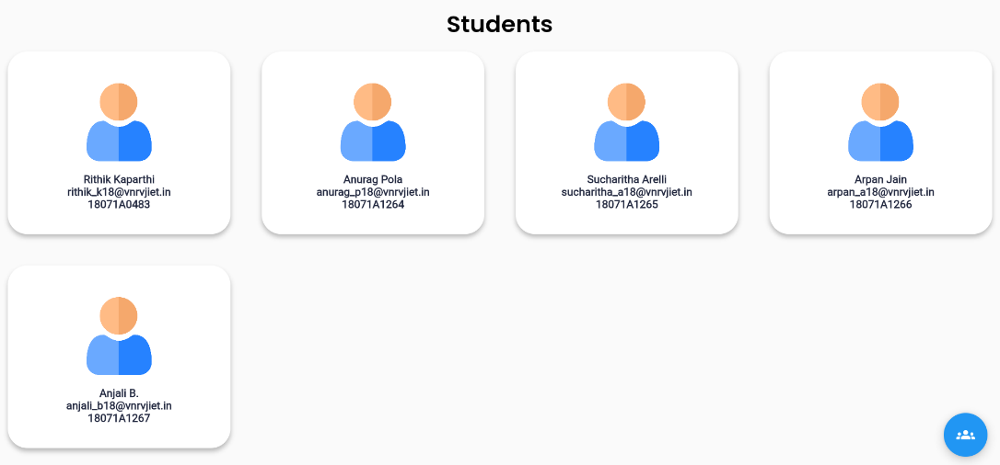 Students
Rithik Kaparthi
rithik_k18@vnrvjiet.in
18071A0483
Anurag Pola
anurag_p18@vnrvjiet.in
18071A1264
Sucharitha Arelli
sucharitha_a18@vnrvjiet.in
18071A1265
Arpan Jain
arpan_a18@vnrvjiet.in
18071A1266
Anjali B.
anjali_b18@vnrvjiet.in
18071A1267